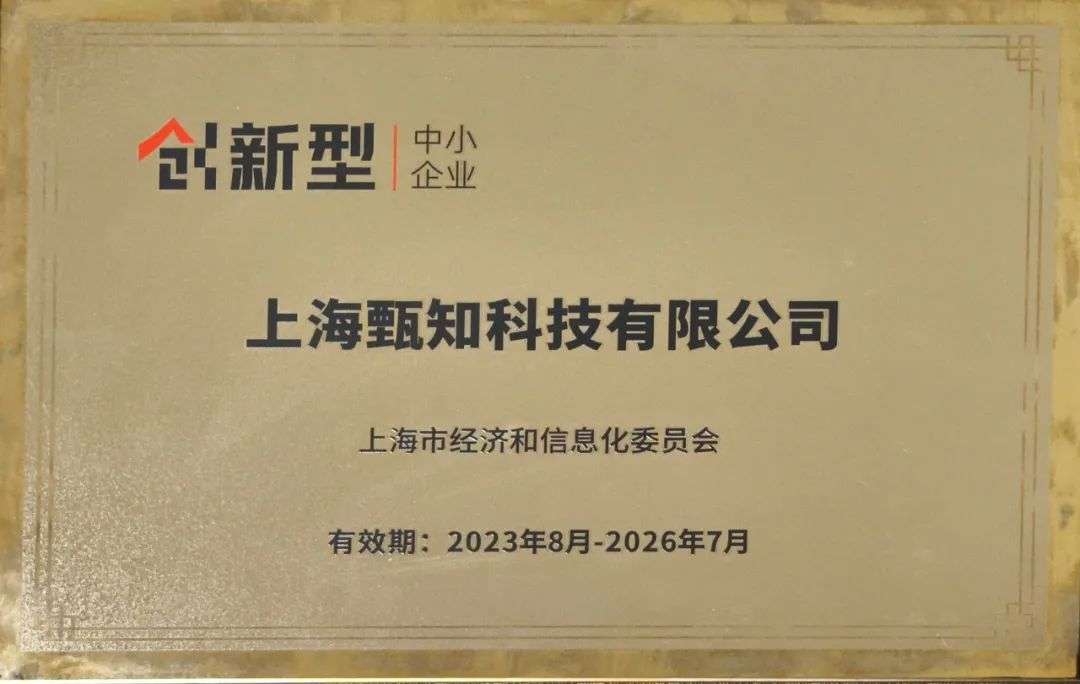 创新型 中小
企业
上海甄知科技有限公司
上海市经济和信息化委员会
有效期：2023年8月-2026年7月